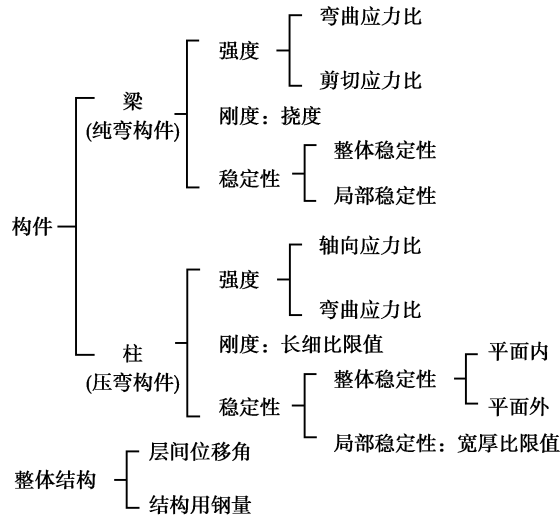 构件
梁
(纯弯构件)
强度
弯曲应力比
剪切应力比
刚度：挠度
稳定性
整体稳定性
局部稳定性
柱
(压弯构件)
强度
轴向应力比
弯曲应力比
刚度：长细比限值
稳定性
整体稳定性
平面内
平面外
局部稳定性：宽厚比限值
整体结构
层间位移角
结构用钢量